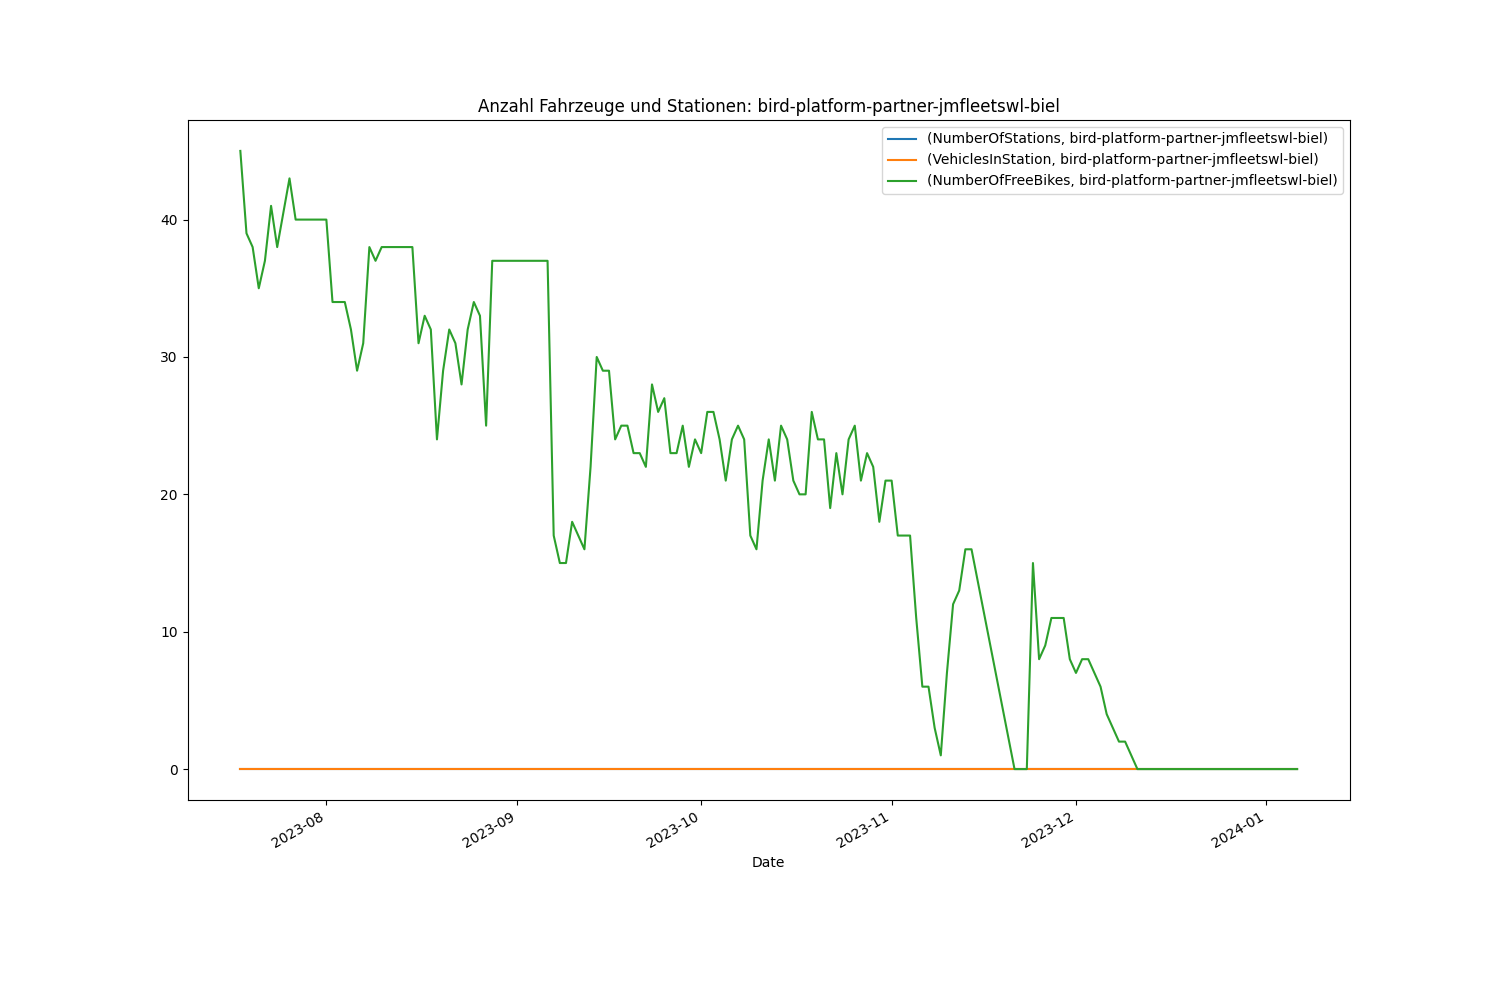 Anzahl Fahrzeuge und Stationen: bird-platform-partner-jmfleetswl-biel
(NumberOfStations, bird-platform-partner-jmfleetswl-biel)
(VehiclesInStation, bird-platform-partner-jmfleetswl-biel)
(NumberOfFreeBikes, bird-platform-partner-jmfleetswl-biel)
40
30
20
10
0
2023-08
2023-09
2023-10
2023-11
2023-12
2024-01
Date